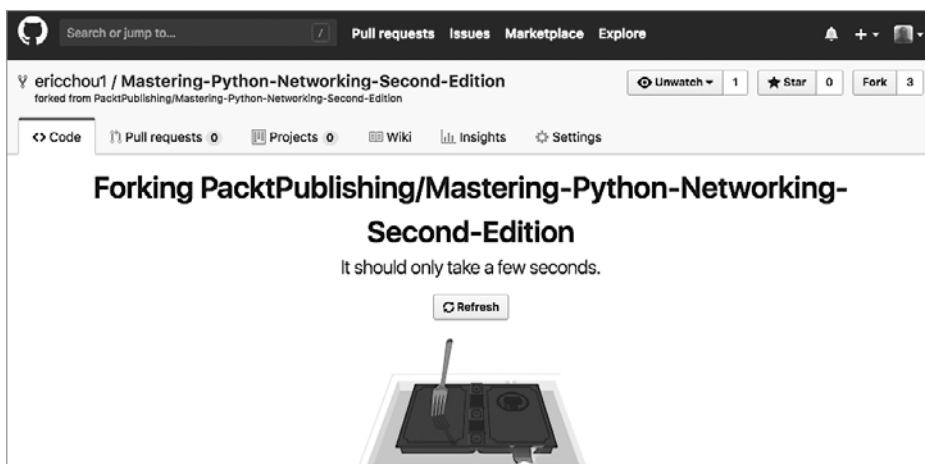 Search or jump to... /
Pull requests Issues Marketplace Explore
ericchou1 / Mastering-Python-Networking-Second-Edition
forked from PacktPublishing/Mastering-Python-Networking-Second-Edition
Unwatch 1 Star 0 Fork 3
<> Code Pull requests 0 Projects 0 Wiki Insights Settings
Forking PacktPublishing/Mastering-Python-Networking-
Second-Edition
It should only take a few seconds.
Refresh